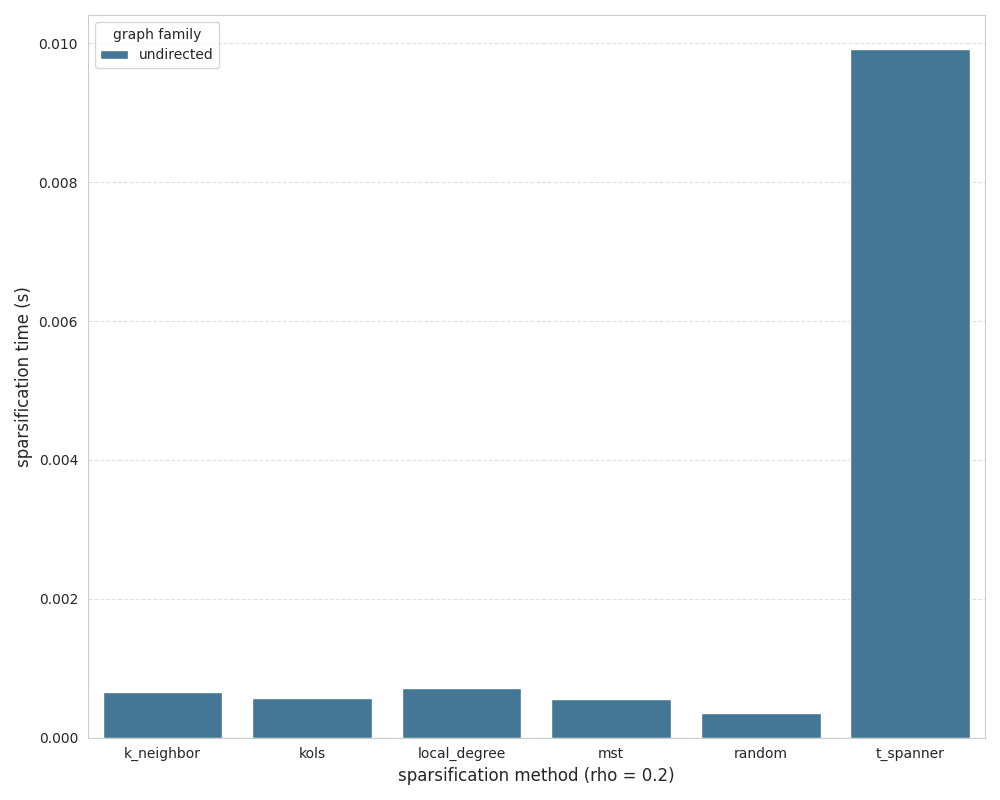 graph family
undirected
0.010
0.008
0.006
0.004
0.002
0.000
sparsification time (s)
k_neighbor kols local_degree mst random t_spanner
sparsification method (rho = 0.2)